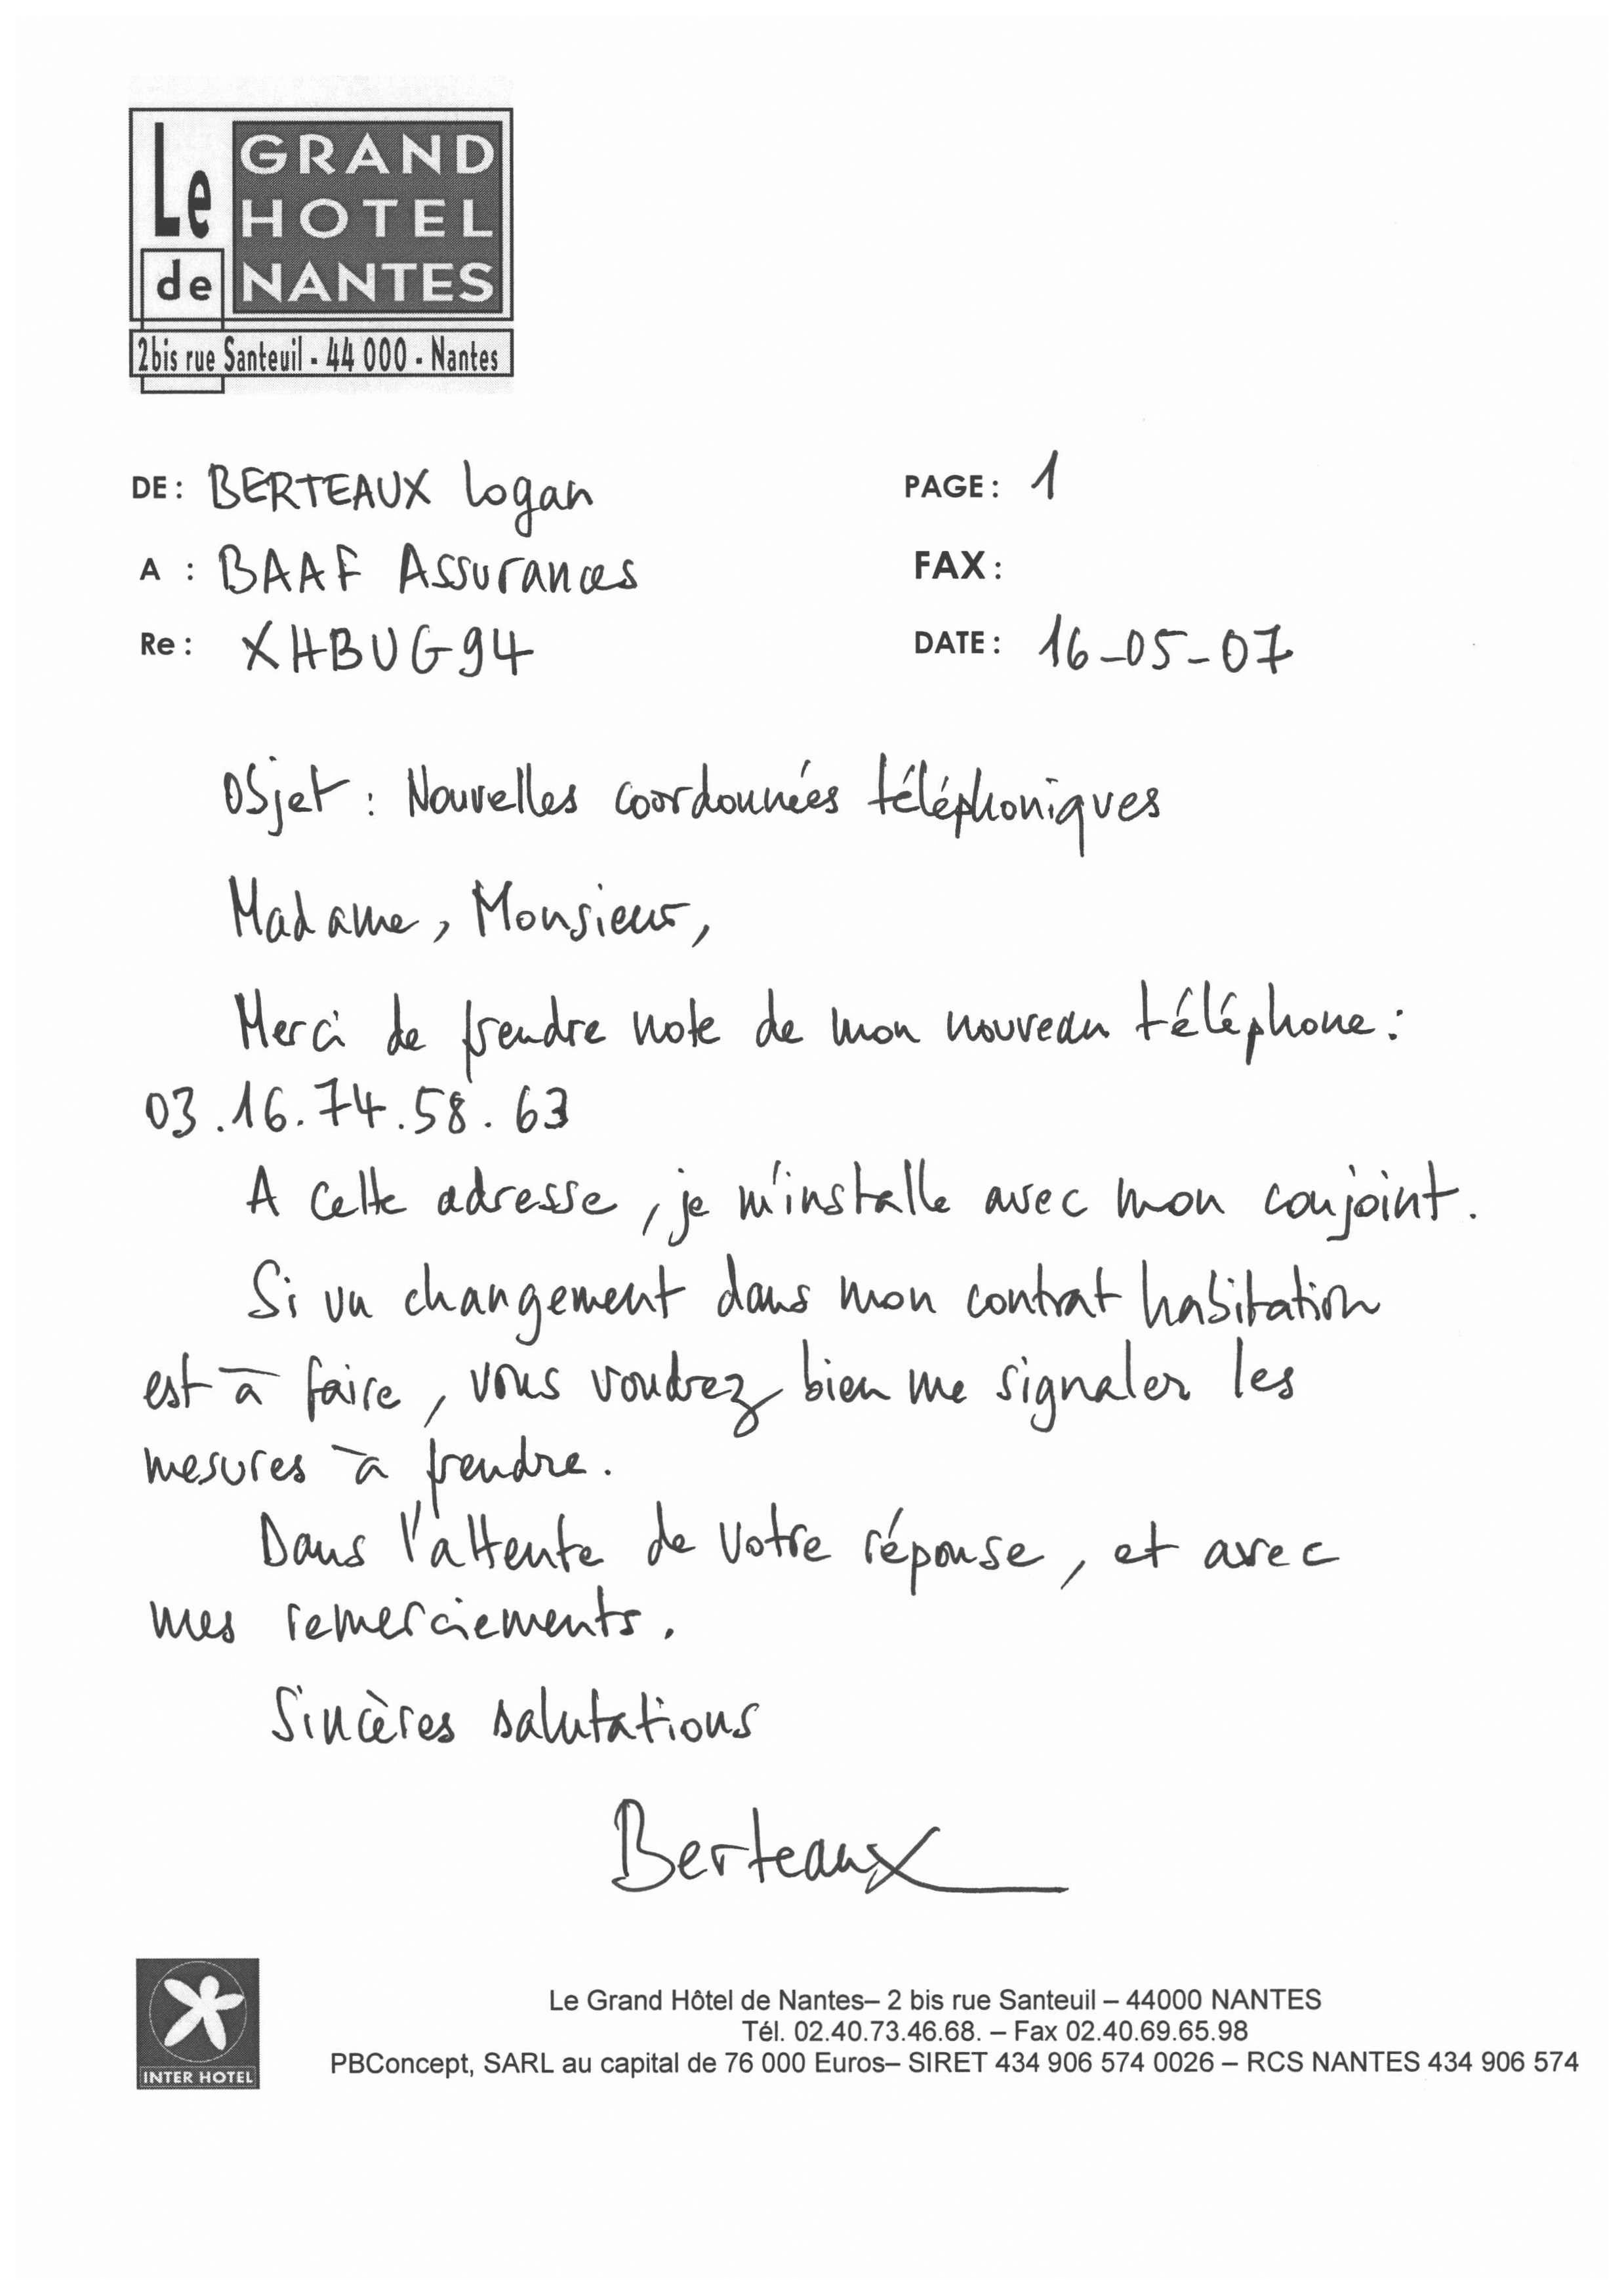 Le GRAND
HOTEL
de NANTES
2bis rue Santeuil - 44 000 - Nantes
DE : BERTEAUX Logan
PAGE : 1
A : BAAF Assurances
FAX :
Re : XHBUG94
DATE : 16-05-07
Objet : Nouvelles coordonnées téléphoniques
Madame, Monsieur,
Merci de prendre note de mon nouveau téléphone :
03.16.74.58.63
A cette adresse, je m'installe avec mon conjoint.
Si un changement dans mon contrat habitation
est à faire, vous voudrez bien me signaler les
mesures à prendre.
Dans l'attente de votre réponse, et avec
mes remerciements.
Sincères salutations
Berteaux
INTER HOTEL
Le Grand Hôtel de Nantes– 2 bis rue Santeuil – 44000 NANTES
Tél. 02.40.73.46.68. – Fax 02.40.69.65.98
PBConcept, SARL au capital de 76 000 Euros– SIRET 434 906 574 0026 – RCS NANTES 434 906 574